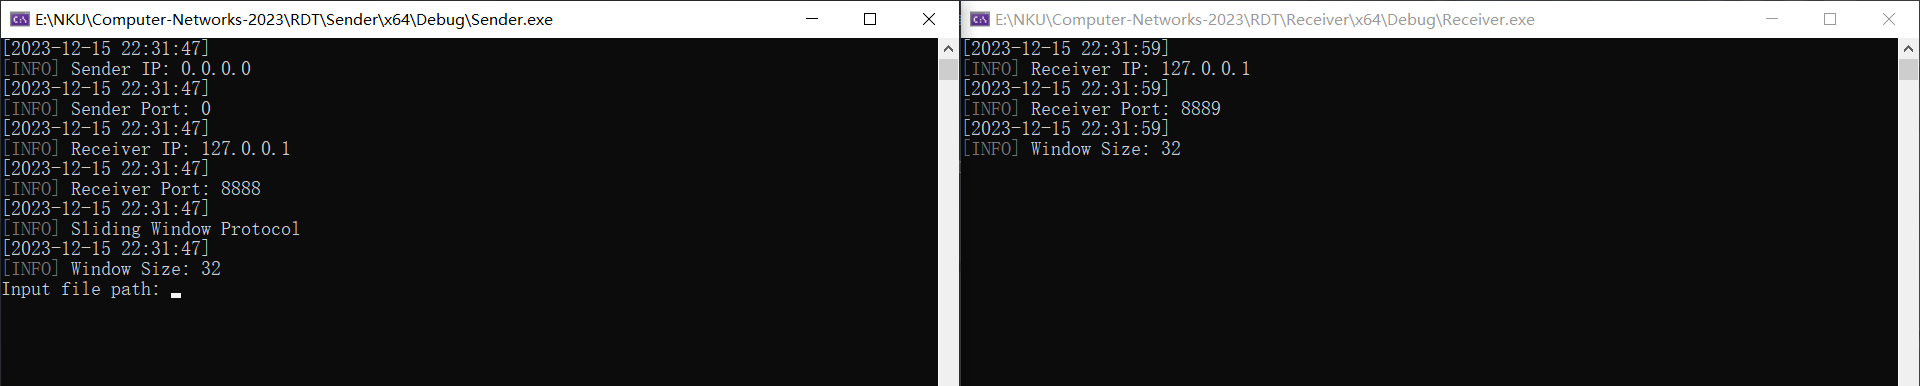 E:\NKU\Computer-Networks-2023\RDT\Sender\x64\Debug\Sender.exe
[2023-12-15 22:31:47]
[INFO] Sender IP: 0.0.0.0
[2023-12-15 22:31:47]
[INFO] Sender Port: 0
[2023-12-15 22:31:47]
[INFO] Receiver IP: 127.0.0.1
[2023-12-15 22:31:47]
[INFO] Receiver Port: 8888
[2023-12-15 22:31:47]
[INFO] Sliding Window Protocol
[2023-12-15 22:31:47]
[INFO] Window Size: 32
Input file path:
E:\NKU\Computer-Networks-2023\RDT\Receiver\x64\Debug\Receiver.exe
[2023-12-15 22:31:59]
[INFO] Receiver IP: 127.0.0.1
[2023-12-15 22:31:59]
[INFO] Receiver Port: 8889
[2023-12-15 22:31:59]
[INFO] Window Size: 32